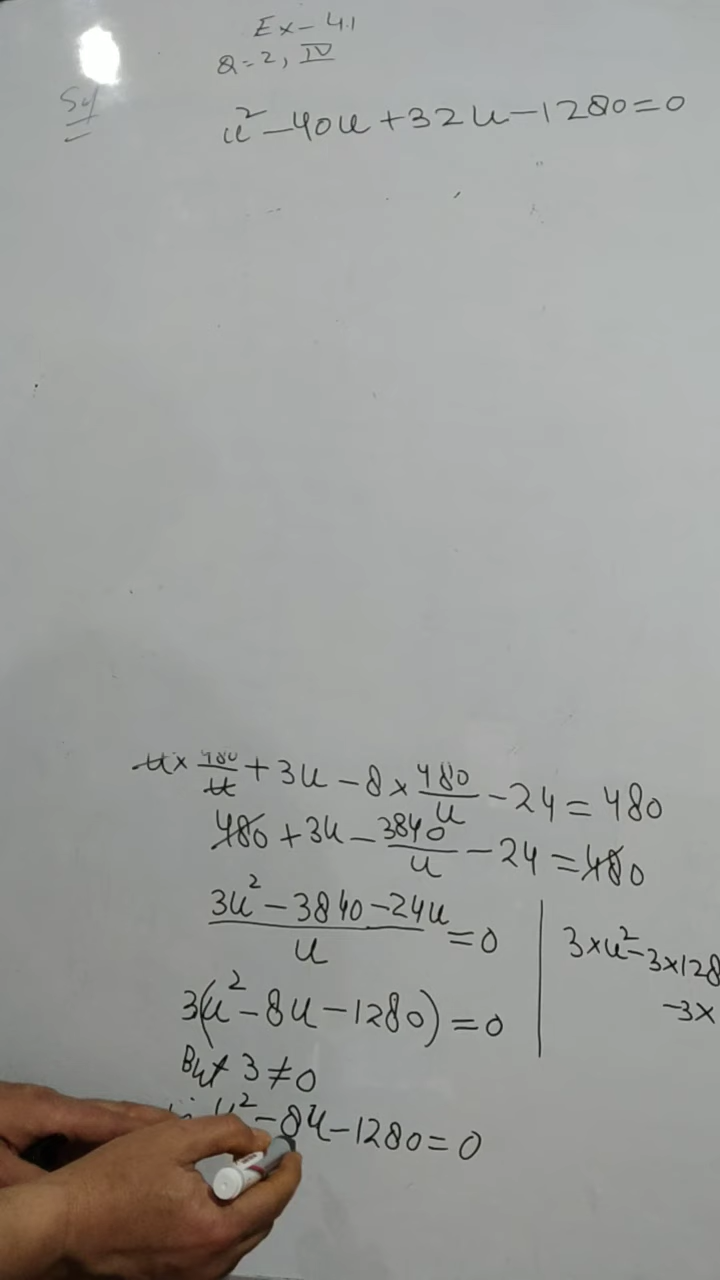 Ex-4.1
Q=2, IV
Sol
u²-40u+32u-1280=0
u×480/u+3u-8×480/u-24=480
480+3u-3840/u-24=480
(3u²-3840-24u)/u=0
3×u²-3×128
-3×
3(u²-8u-1280)=0
But 3≠0
u²-8u-1280=0